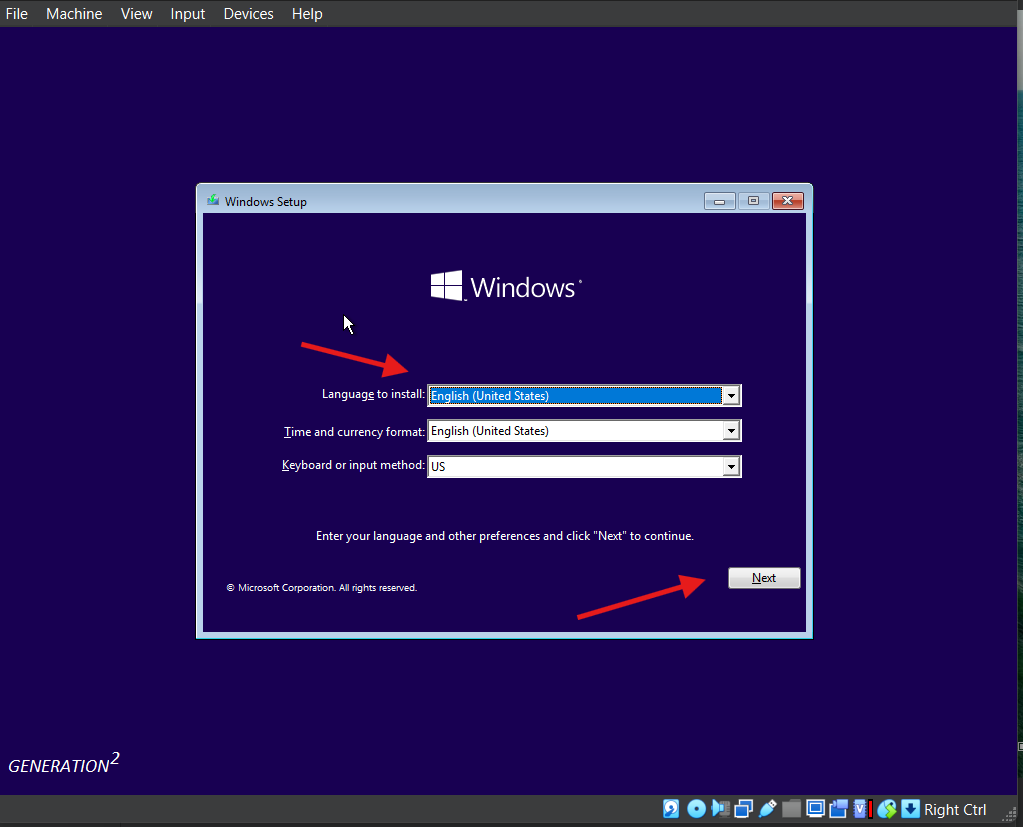 File Machine View Input Devices Help
Windows Setup
Windows
Language to install: English (United States)
Time and currency format: English (United States)
Keyboard or input method: US
Enter your language and other preferences and click "Next" to continue.
Next
© Microsoft Corporation. All rights reserved.
GENERATION²
Right Ctrl